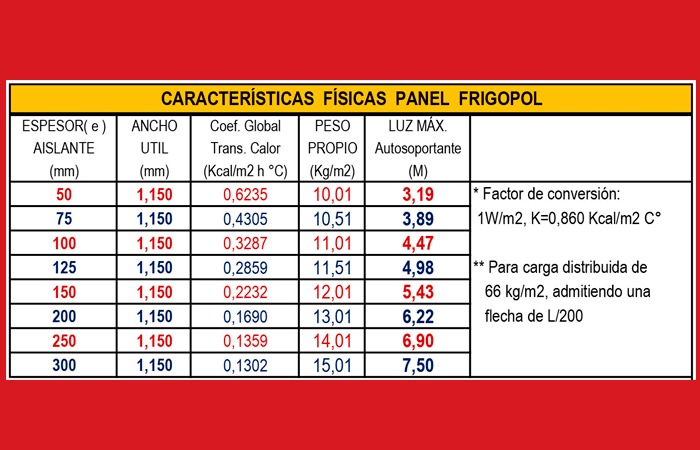 CARACTERÍSTICAS FÍSICAS PANEL FRIGOPOL
ESPESOR( e ) ANCHO Coef. Global PESO LUZ MÁX.
AISLANTE UTIL Trans. Calor PROPIO Autosoportante
(mm) (mm) (Kcal/m2 h °C) (Kg/m2) (M)
50 1,150 0,6235 10,01 3,19 * Factor de conversión:
75 1,150 0,4305 10,51 3,89 1W/m2, K=0,860 Kcal/m2 C°
100 1,150 0,3287 11,01 4,47
125 1,150 0,2859 11,51 4,98 ** Para carga distribuida de
150 1,150 0,2232 12,01 5,43 66 kg/m2, admitiendo una
200 1,150 0,1690 13,01 6,22 flecha de L/200
250 1,150 0,1359 14,01 6,90
300 1,150 0,1302 15,01 7,50